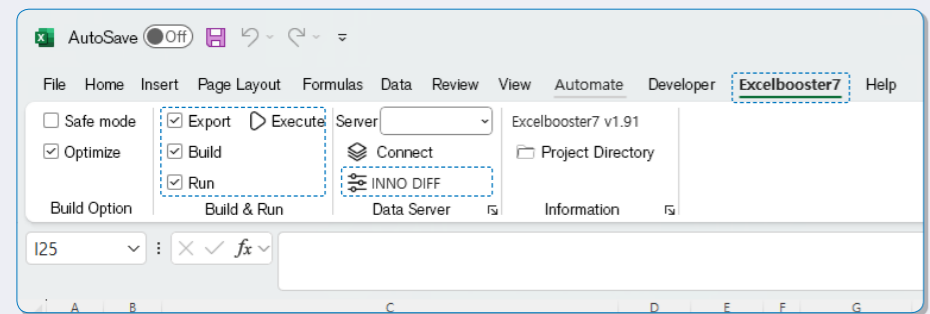 AutoSave Off
File Home Insert Page Layout Formulas Data Review View Automate Developer Excelbooster7 Help
Safe mode Export Execute Server Excelbooster7 v1.91
Optimize Build Connect Project Directory
Run INNO DIFF
Build Option Build & Run Data Server Information
I25 fx
A B C D E F G